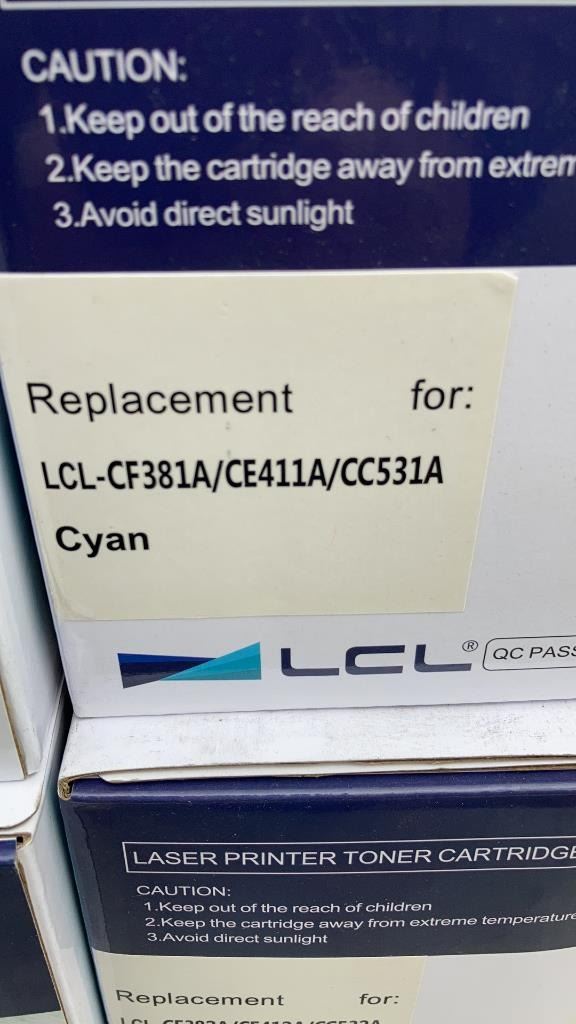 CAUTION:
1.Keep out of the reach of children
2.Keep the cartridge away from
3.Avoid direct sunlight
Replacement for:
LCL-CF381A/CE411A/CC531A
Cyan
LCL®
QC PASS
LASER PRINTER TONER CARTRIDGE
CAUTION:
1.Keep out of the reach of children
2.Keep the cartridge away from extreme temperature
3.Avoid direct sunlight
Replacement for: